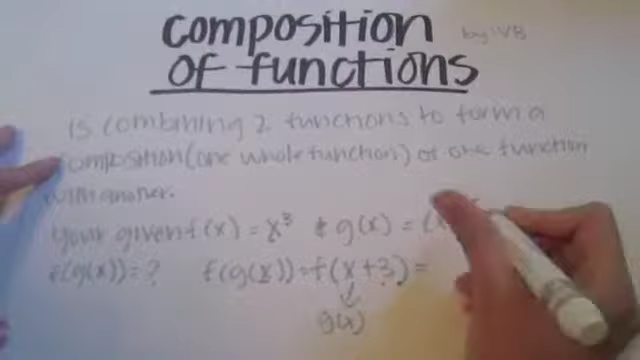 composition
of functions
by WB
is combining 2 functions to form a
composition (one whole function) of one function
with another.
your given f(x) = x³ & g(x) = (x
f(g(x)) = ? f(g(x)) = f(x+3) =
g(x)